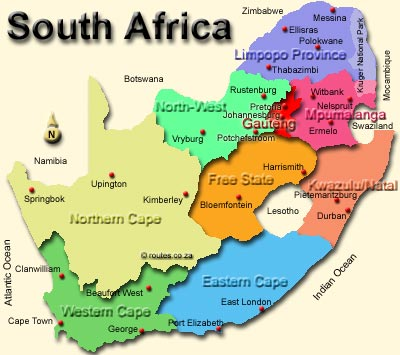 South Africa
Zimbabwe
Messina
Ellisras
Polokwane
Limpopo Province
Thabazimbi
Kruger National Park
Mozambique
Botswana
Rustenburg
Witbank
North-West
Pretoria
Nelspruit
Johannesburg
Mpumalanga
Gauteng
Vryburg
Potchefstroom
Ermelo
Swaziland
N
Namibia
Harrismith
Upington
Free State
Kwazulu/Natal
Springbok
Kimberley
Pietemaritzburg
Bloemfontein
Lesotho
Durban
Northern Cape
© routes.co.za
Atlantic Ocean
Clanwilliam
Indian Ocean
Eastern Cape
Beaufort West
Western Cape
East London
Cape Town
George
Port Elizabeth